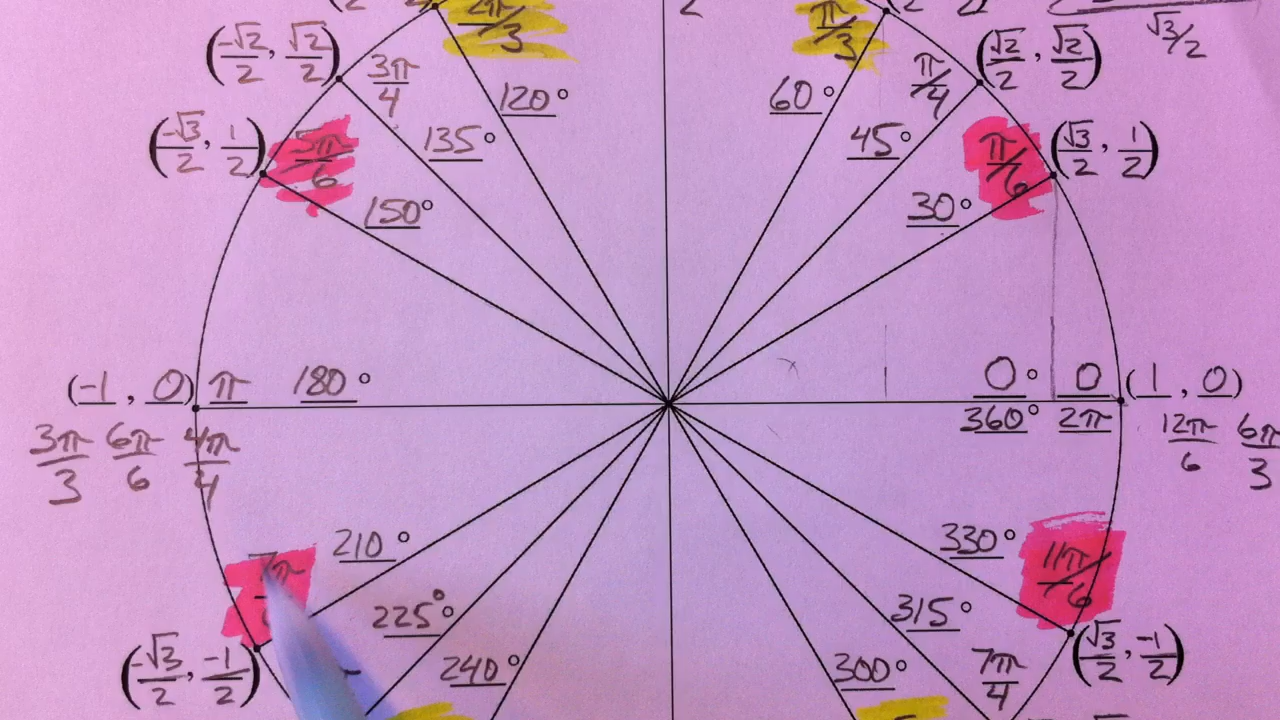 2π/3
π/3
√3/2
(-√2/2, √2/2)
3π/4
π/4
(√2/2, √2/2)
120°
60°
135°
45°
(-√3/2, 1/2)
5π/6
π/6
(√3/2, 1/2)
150°
30°
(-1, 0) π 180°
0° 0 (1, 0)
360° 2π
3π/3 6π/6 4π/4
12π/6 6π/3
210°
330°
7π
11π/6
225°
315°
(-√3/2, -1/2)
240°
300°
7π/4
(√3/2, -1/2)